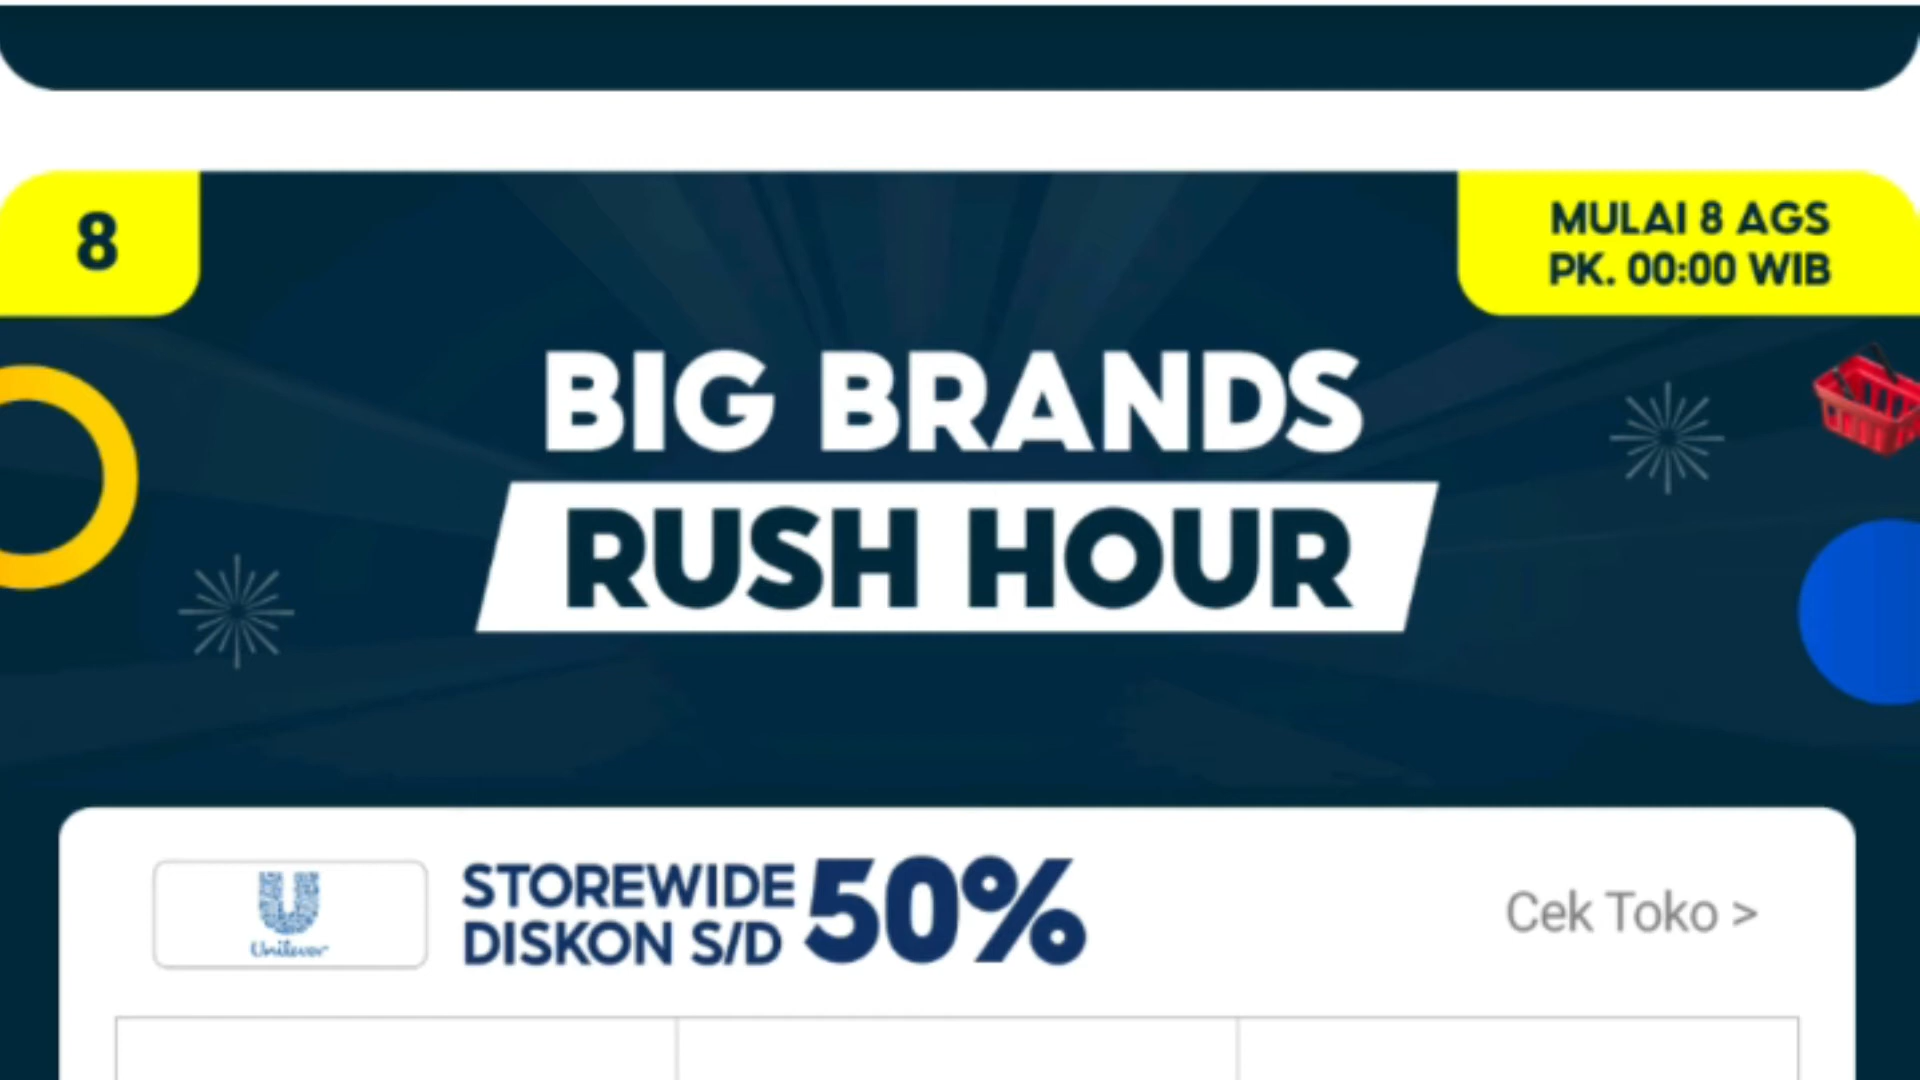 8
MULAI 8 AGS
PK. 00:00 WIB
BIG BRANDS
RUSH HOUR
Unilever
STOREWIDE
DISKON S/D
50%
Cek Toko >